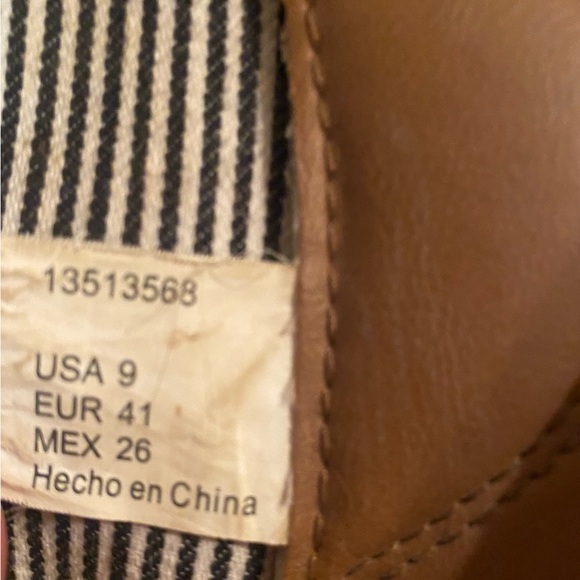 13513568
USA 9
EUR 41
MEX 26
Hecho en China